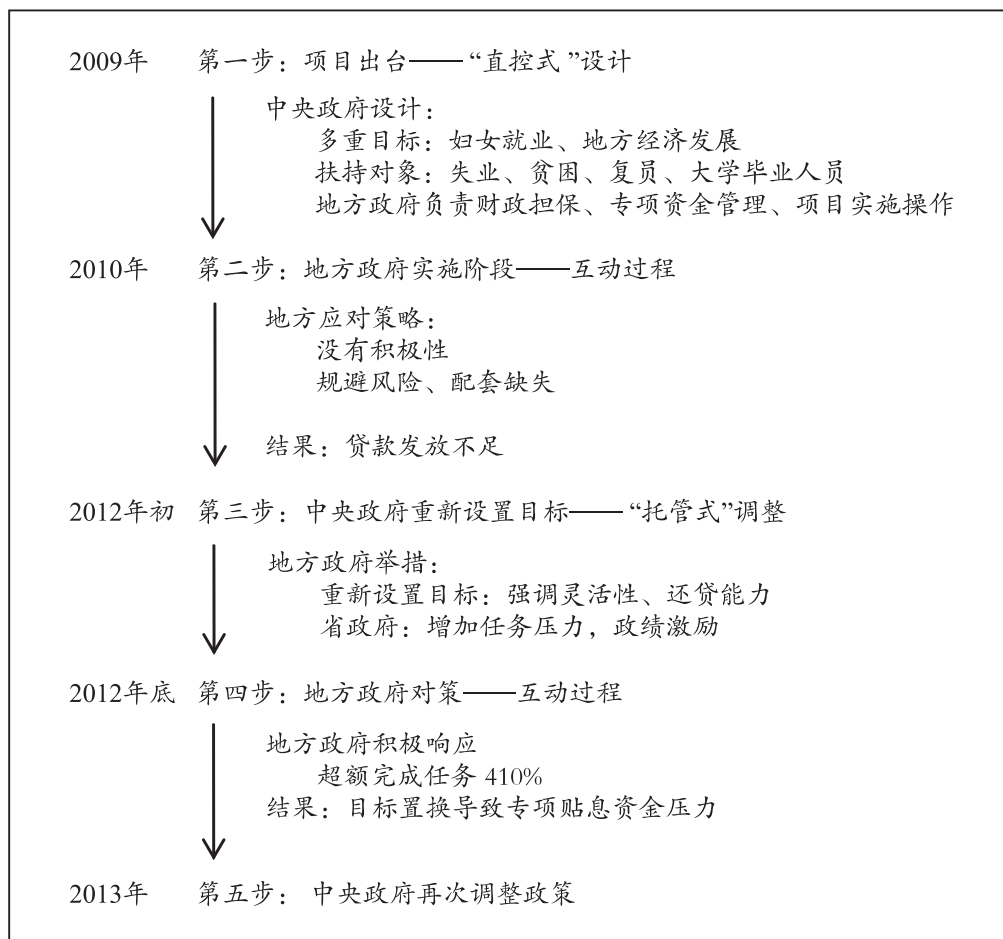 2009年 第一步：项目出台——“直控式”设计
中央政府设计：
多重目标：妇女就业、地方经济发展
扶持对象：失业、贫困、复员、大学毕业人员
地方政府负责财政担保、专项资金管理、项目实施操作
2010年 第二步：地方政府实施阶段——互动过程
地方应对策略：
没有积极性
规避风险、配套缺失
结果：贷款发放不足
2012年初 第三步：中央政府重新设置目标——“托管式”调整
地方政府举措：
重新设置目标：强调灵活性、还贷能力
省政府：增加任务压力，政绩激励
2012年底 第四步：地方政府对策——互动过程
地方政府积极响应
超额完成任务 410%
结果：目标置换导致专项贴息资金压力
2013年 第五步：中央政府再次调整政策